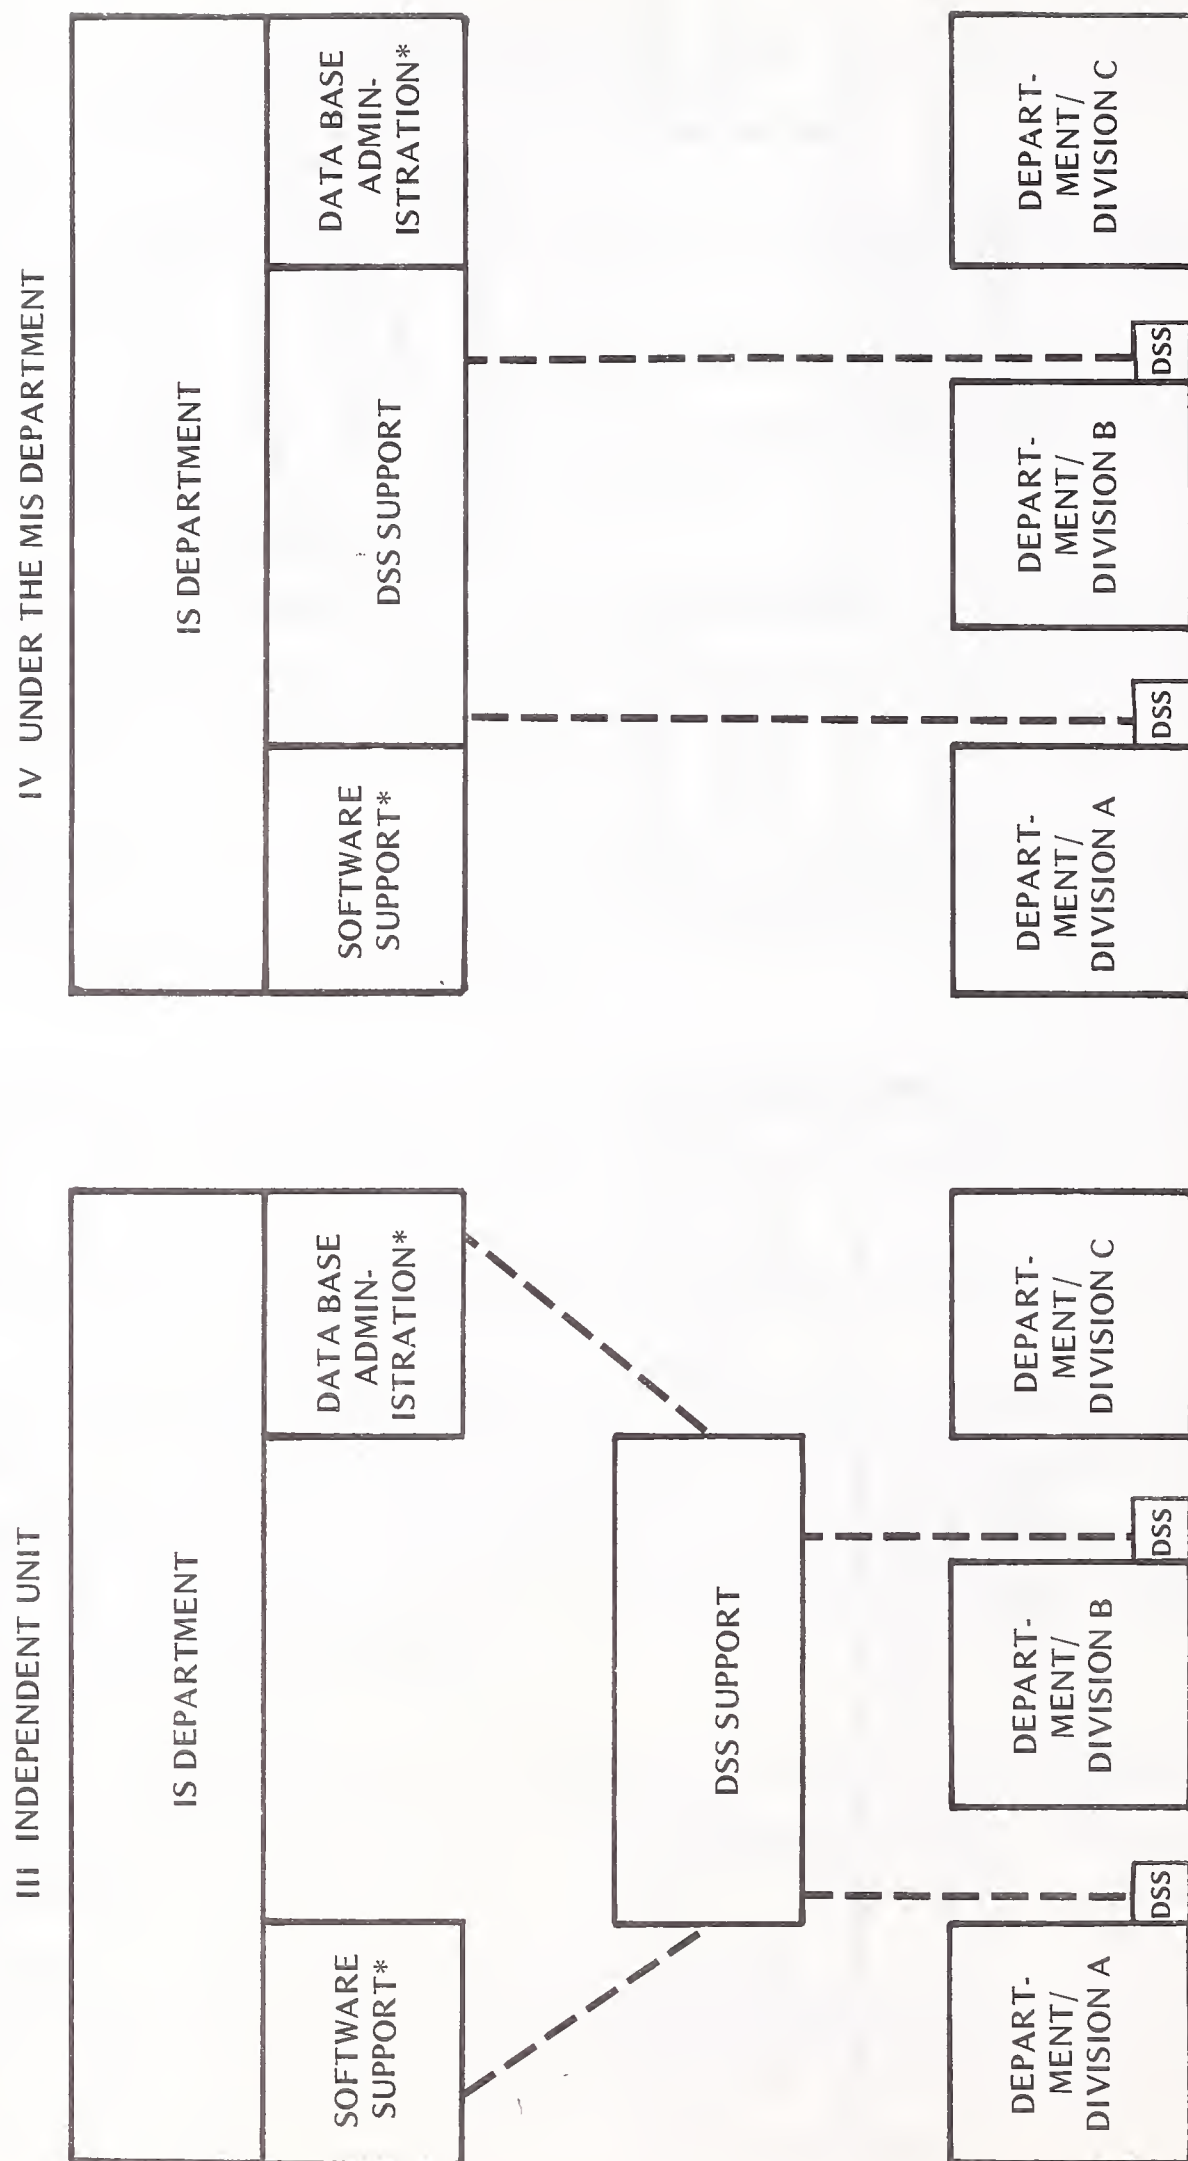 III INDEPENDENT UNIT
IS DEPARTMENT
SOFTWARE
SUPPORT*
DATA BASE
ADMIN-
ISTRATION*
DSS SUPPORT
DEPART-
MENT/
DIVISION A
DSS
DEPART-
MENT/
DIVISION B
DSS
DEPART-
MENT/
DIVISION C
IV UNDER THE MIS DEPARTMENT
IS DEPARTMENT
SOFTWARE
SUPPORT*
DSS SUPPORT
DATA BASE
ADMIN-
ISTRATION*
DEPART-
MENT/
DIVISION A
DSS
DEPART-
MENT/
DIVISION B
DSS
DEPART-
MENT/
DIVISION C